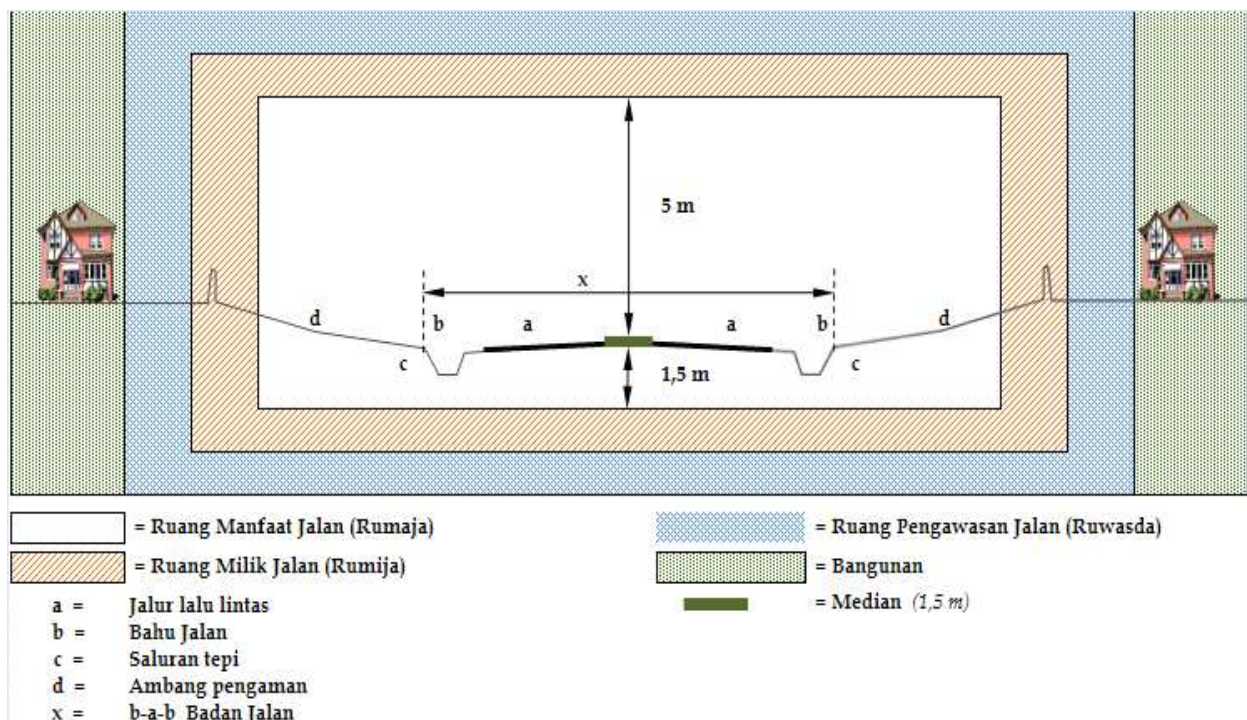 5 m
x
d
b
a
a
b
d
c
1,5 m
c
= Ruang Manfaat Jalan (Rumaja)
= Ruang Pengawasan Jalan (Ruwasda)
= Ruang Milik Jalan (Rumija)
= Bangunan
a = Jalur lalu lintas
= Median (1,5 m)
b = Bahu Jalan
c = Saluran tepi
d = Ambang pengaman
x = b-a-b Badan Jalan